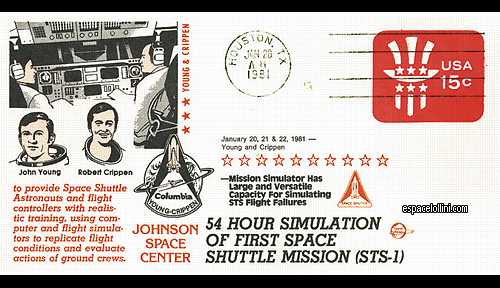 YOUNG & CRIPPEN
John Young
Robert Crippen
to provide Space Shuttle
Astronauts and flight
controllers with realis-
tic training, using com-
puter and flight simula-
tors to replicate flight
conditions and evaluate
actions of ground crews.
Columbia
YOUNG-CRIPPEN
JOHNSON
SPACE
CENTER
HOUSTON, TX
JAN 20
1981
USA
15c
January 20, 21 & 22, 1981 —
Young and Crippen
—Mission Simulator Has
Large and Versatile
Capacity For Simulating
STS Flight Failures
SPACE SHUTTLE
espacelollini.com
54 HOUR SIMULATION
OF FIRST SPACE
SHUTTLE MISSION (STS-1)